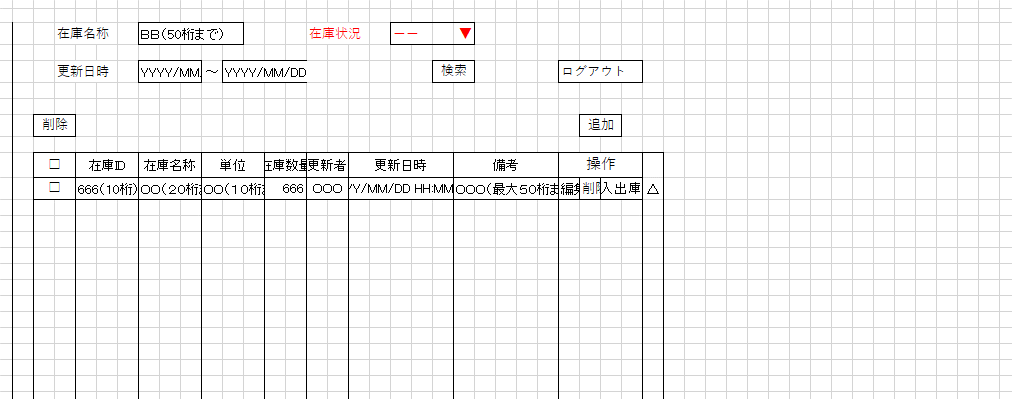 在庫名称 BB(50桁まで) 在庫状況 －－ ▼
更新日時 YYYY/MM/ ～ YYYY/MM/DD 検索 ログアウト
削除 追加
□ 在庫ID 在庫名称 単位 在庫数量 更新者 更新日時 備考 操作
□ 666(10桁) OO(20桁ま OO(10桁ま 666 OOO YY/MM/DD HH:MM OOO(最大50桁ま 編集 削除 入出庫 △